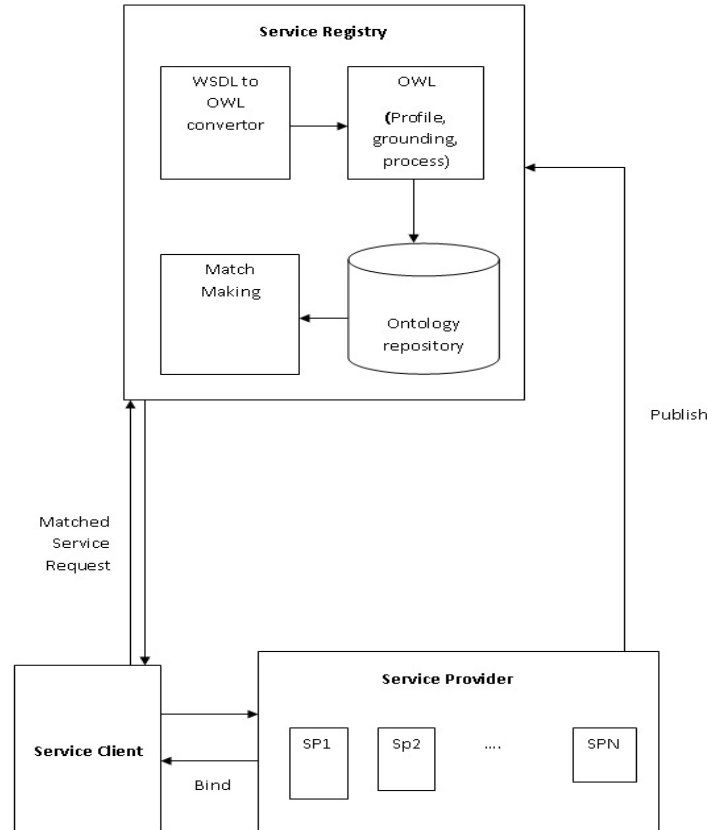 Service Registry
WSDL to
OWL
convertor
OWL
(Profile,
grounding,
process)
Match
Making
Ontology
repository
Publish
Matched
Service
Request
Service Provider
Service Client
SP1
Sp2
....
SPN
Bind